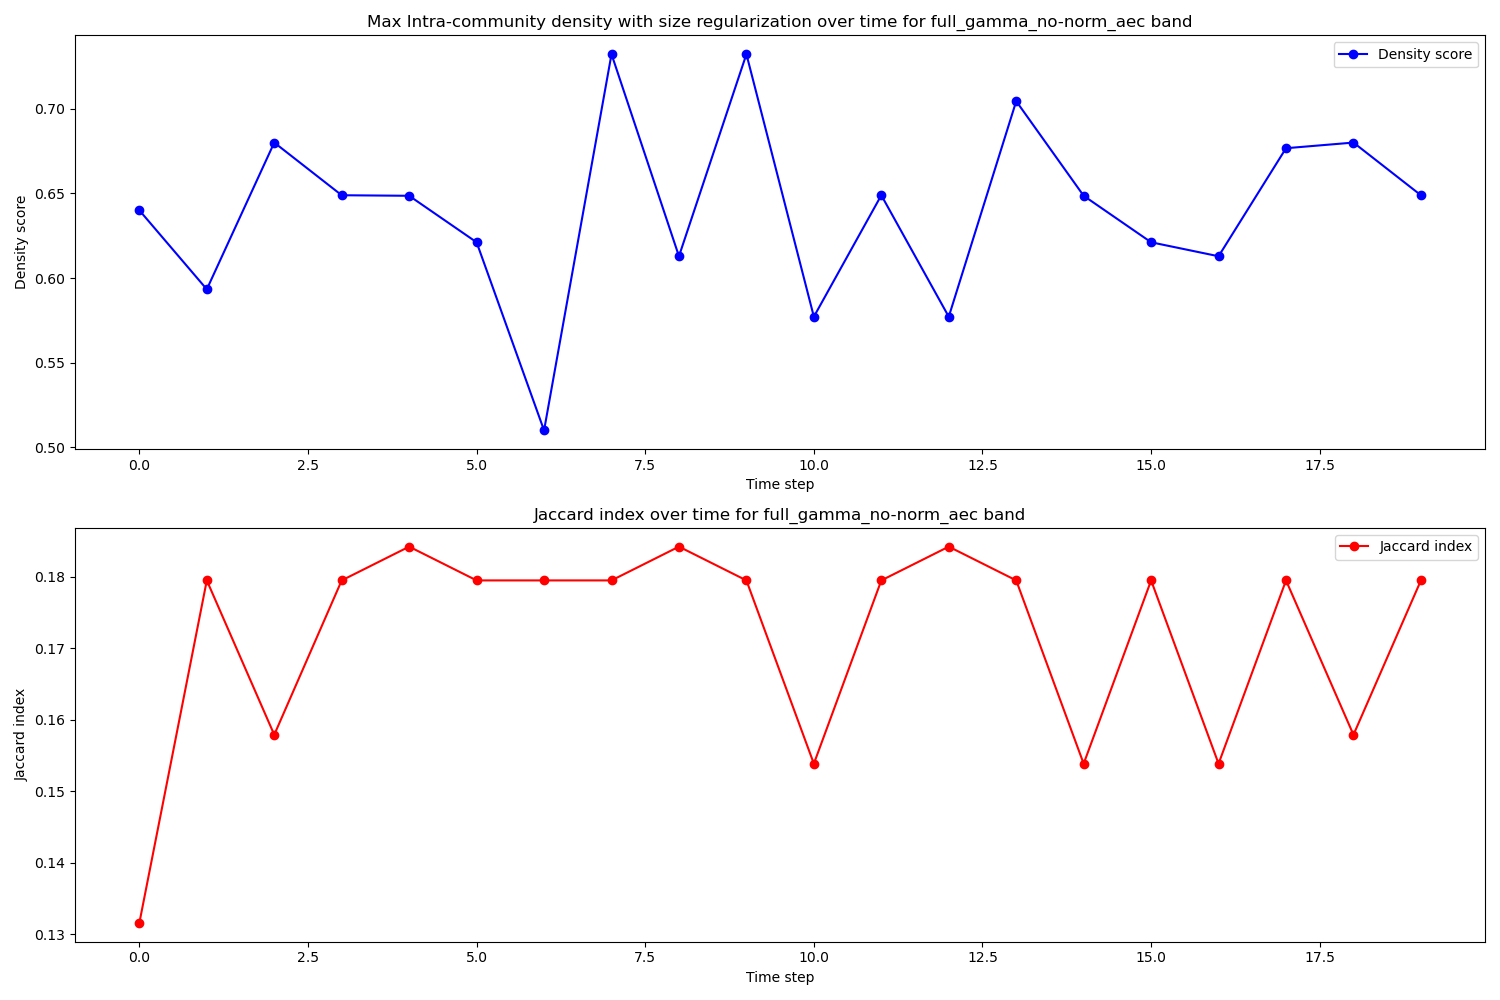 Max Intra-community density with size regularization over time for full_gamma_no-norm_aec band
Density score
0.70
0.65
0.60
0.55
0.50
Density score
0.0 2.5 5.0 7.5 10.0 12.5 15.0 17.5
Time step
Jaccard index over time for full_gamma_no-norm_aec band
Jaccard index
0.18
0.17
0.16
0.15
0.14
0.13
Jaccard index
0.0 2.5 5.0 7.5 10.0 12.5 15.0 17.5
Time step